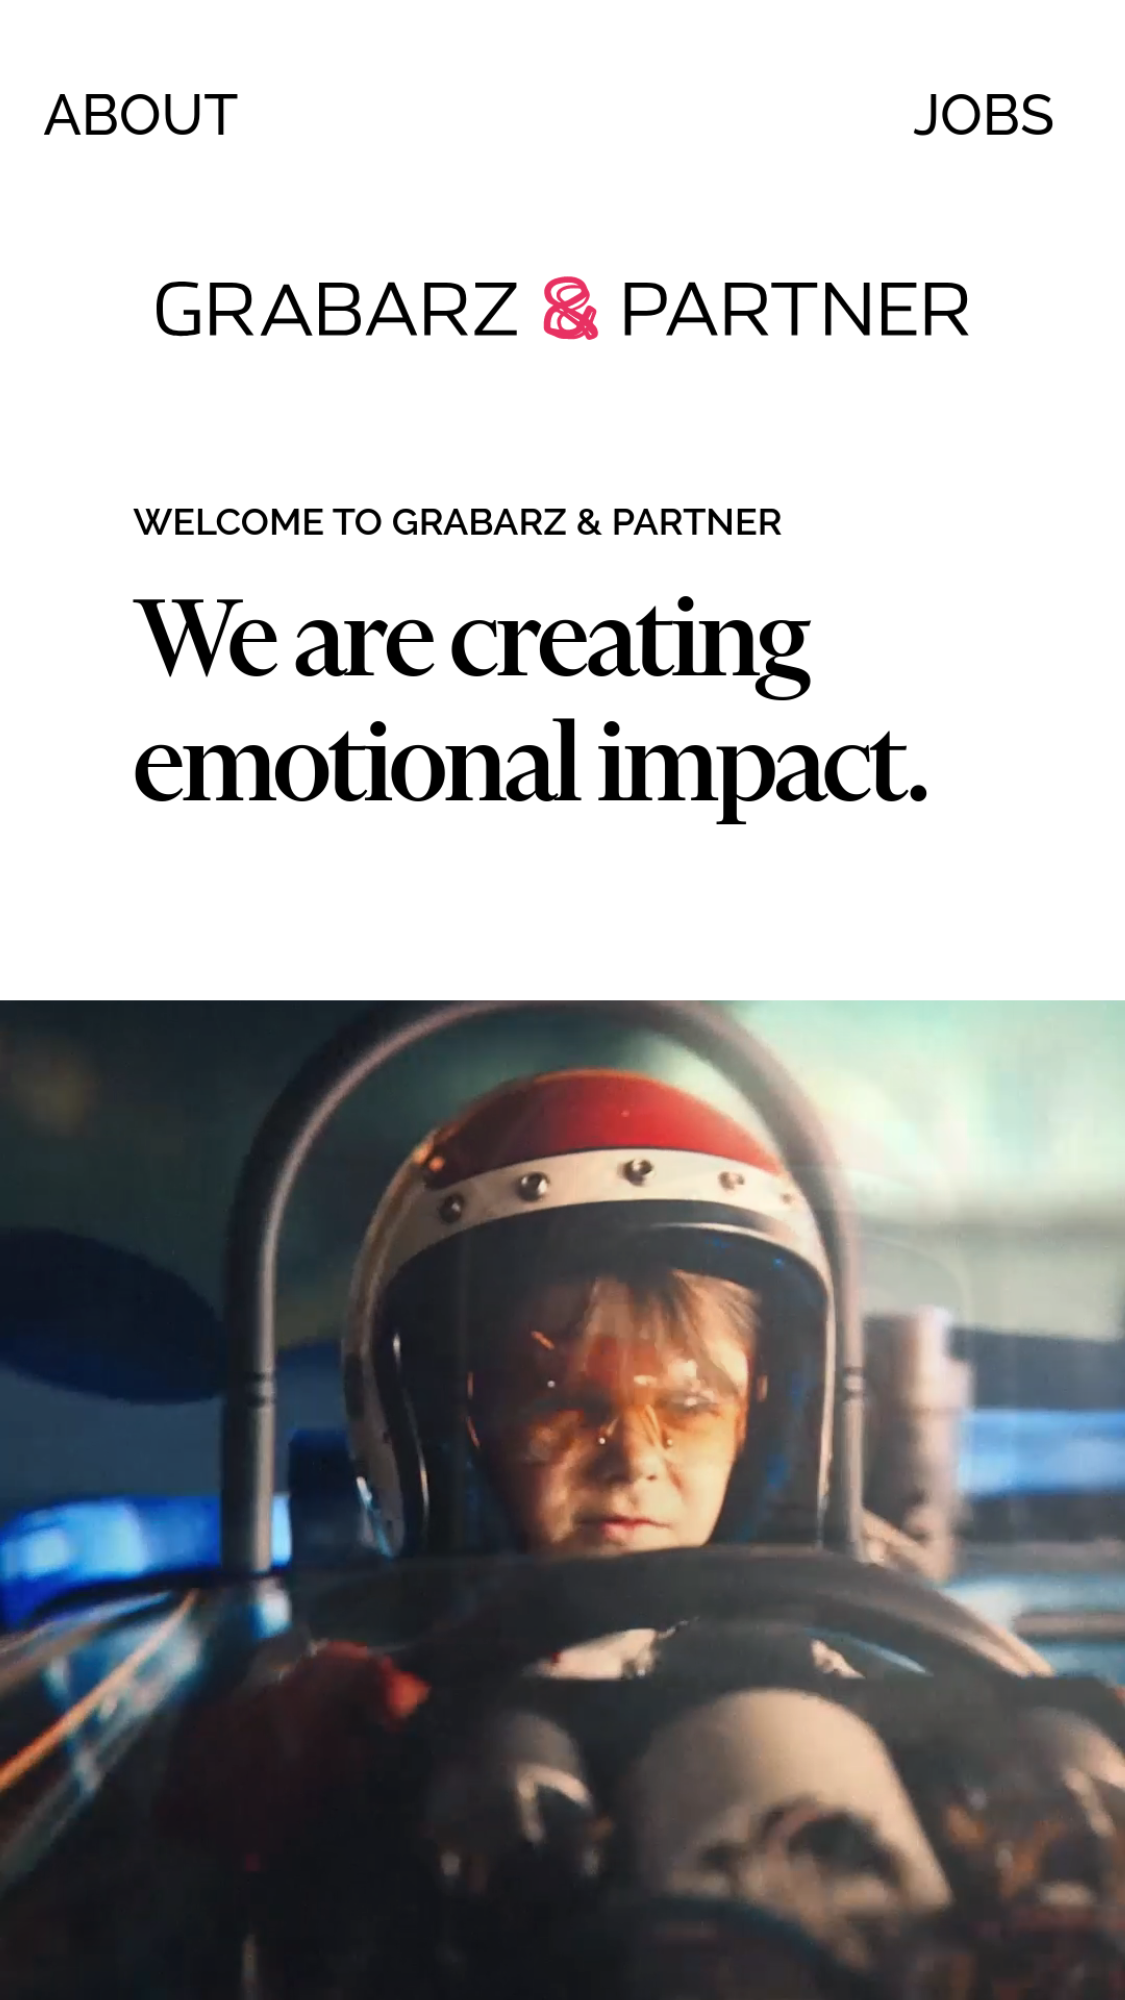 ABOUT
JOBS
GRABARZ & PARTNER
WELCOME TO GRABARZ & PARTNER
We are creating
emotional impact.